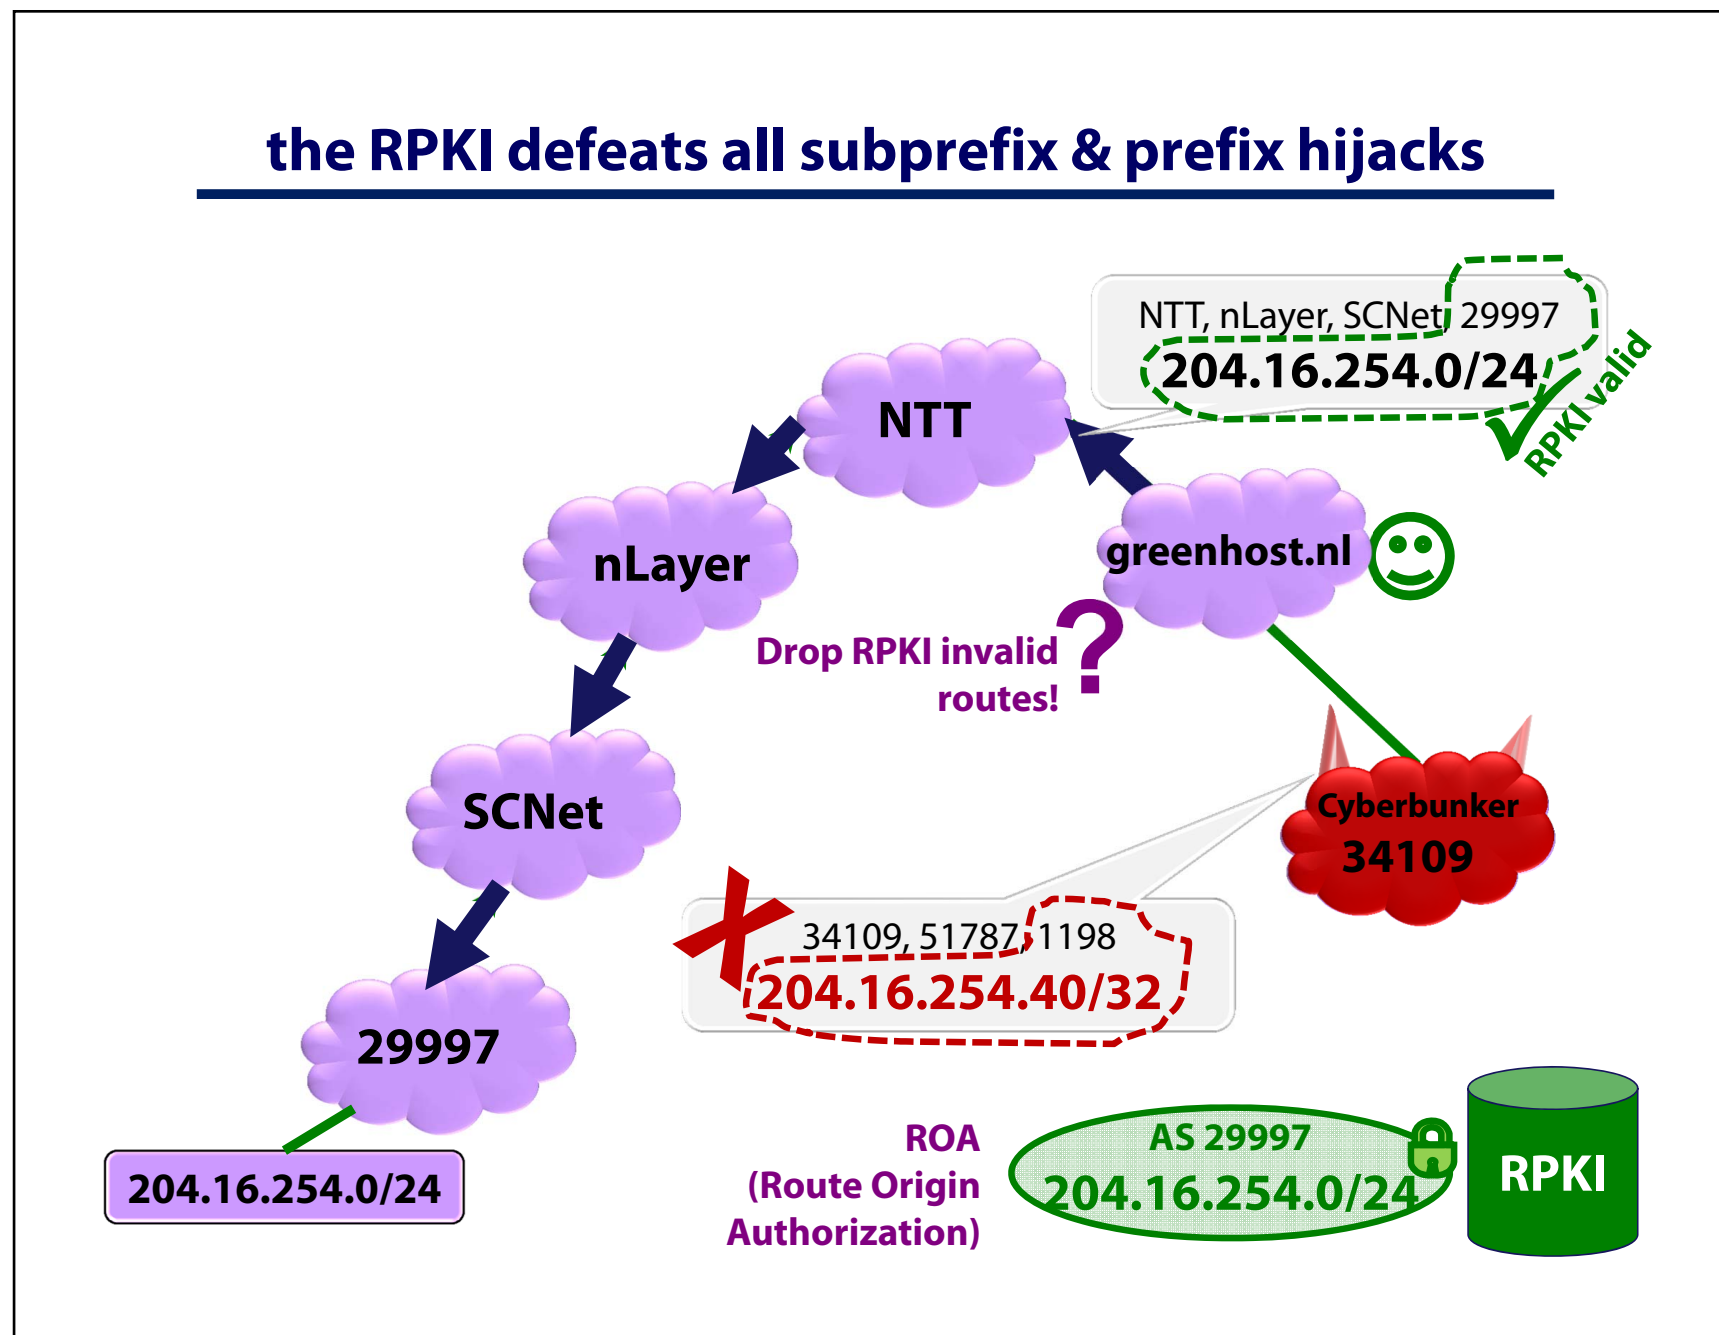 the RPKI defeats all subprefix & prefix hijacks
NTT, nLayer, SCNet, 29997
204.16.254.0/24
RPKI valid
NTT
nLayer
greenhost.nl
?
Drop RPKI invalid
routes!
SCNet
Cyberbunker
34109
34109, 51787, 1198
204.16.254.40/32
29997
204.16.254.0/24
ROA
(Route Origin
Authorization)
AS 29997
204.16.254.0/24
RPKI